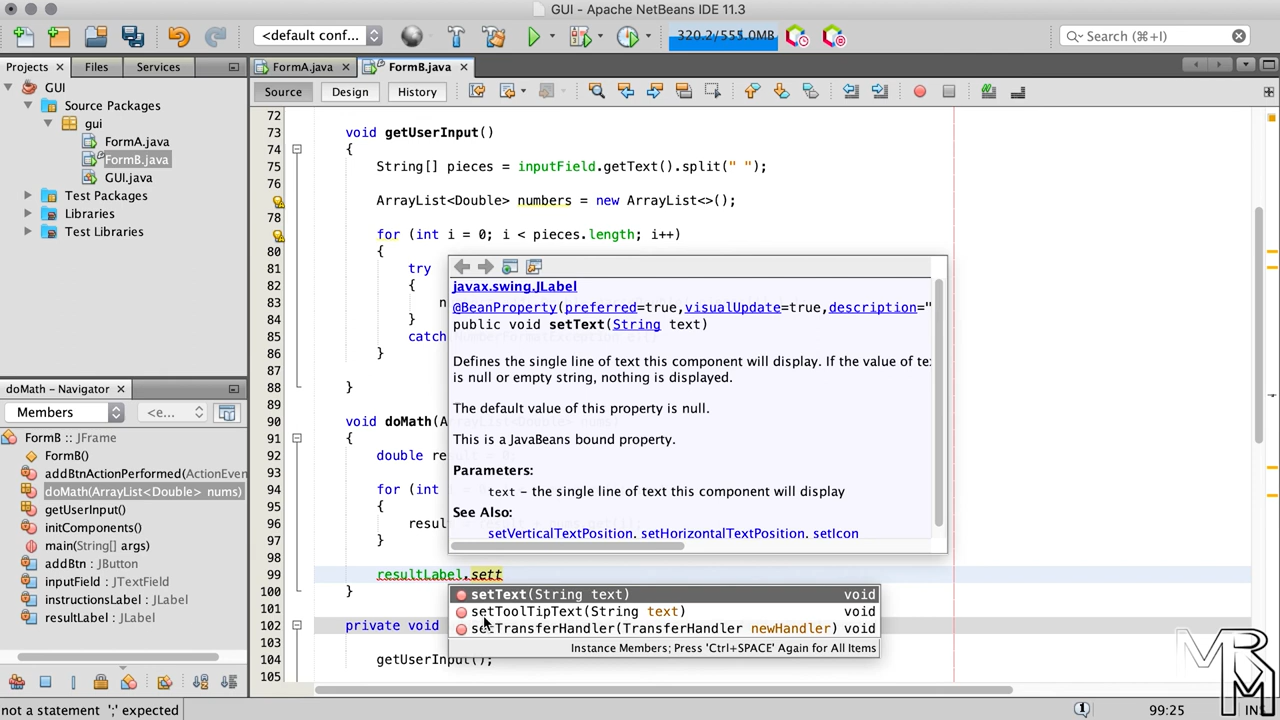 GUI - Apache NetBeans IDE 11.3
<default conf...
320.2/555.0MB
Search (⌘+I)
Projects
Files
Services
FormA.java
FormB.java
GUI
Source Packages
gui
FormA.java
FormB.java
GUI.java
Test Packages
Libraries
Test Libraries
Source
Design
History
72
73 void getUserInput()
74 {
75 String[] pieces = inputField.getText().split(" ");
76
ArrayList<Double> numbers = new ArrayList<>();
78
for (int i = 0; i < pieces.length; i++)
80 {
81 try
82 {
83 n
84 }
85 catch
86 }
87
88 }
89
90 void doMath(A
91 {
92 double re
93
94 for (int i =
95 {
96 result
97 }
98
99 resultLabel.sett
100 }
101
102 private void
103
104 getUserInput();
105
javax.swing.JLabel
@BeanProperty(preferred=true,visualUpdate=true,description="
public void setText(String text)
Defines the single line of text this component will display. If the value of te:
is null or empty string, nothing is displayed.
The default value of this property is null.
This is a JavaBeans bound property.
Parameters:
text - the single line of text this component will display
See Also:
setVerticalTextPosition, setHorizontalTextPosition, setIcon
setText(String text) void
setToolTipText(String text) void
setTransferHandler(TransferHandler newHandler) void
Instance Members; Press 'Ctrl+SPACE' Again for All Items
doMath - Navigator
Members
<e...
FormB :: JFrame
FormB()
addBtnActionPerformed(ActionEven
doMath(ArrayList<Double> nums)
getUserInput()
initComponents()
main(String[] args)
addBtn : JButton
inputField : JTextField
instructionsLabel : JLabel
resultLabel : JLabel
not a statement ';' expected
1
99:25
IN
MR